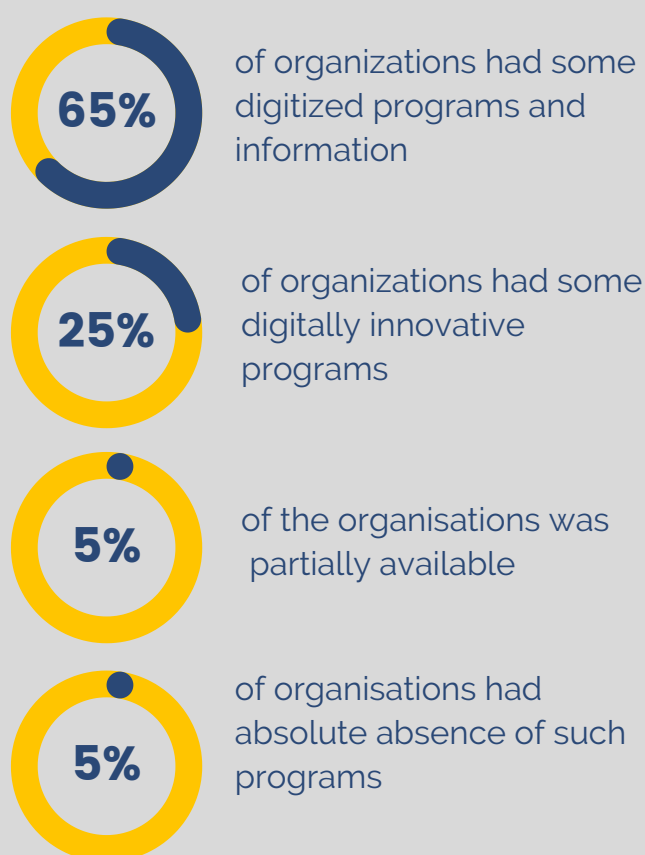 65%
of organizations had some
digitized programs and
information
25%
of organizations had some
digitally innovative
programs
5%
of the organisations was
partially available
5%
of organisations had
absolute absence of such
programs